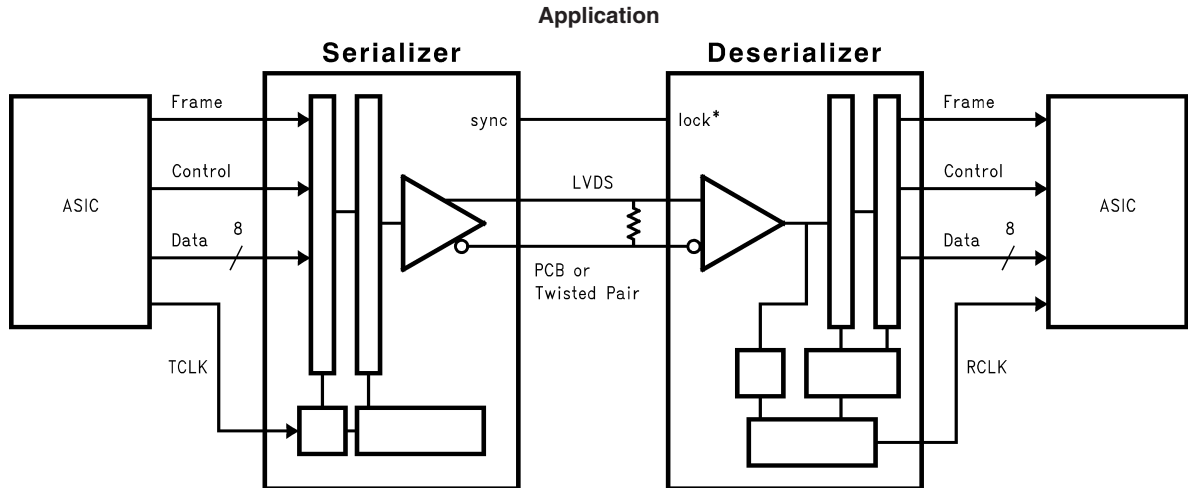 Application
Serializer
Deserializer
Frame
sync
lock*
Frame
Control
LVDS
Control
ASIC
ASIC
Data
8
Data
8
PCB or
Twisted Pair
TCLK
RCLK